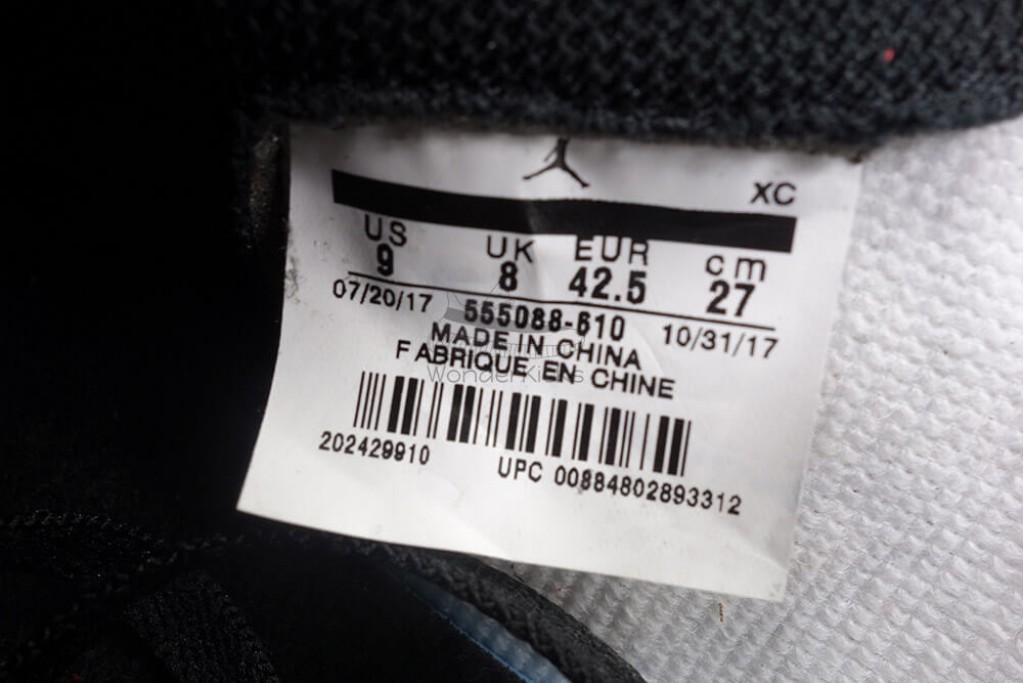 XC
US UK EUR cm
9 8 42.5 27
07/20/17 555088-610 10/31/17
MADE IN CHINA
FABRIQUE EN CHINE
WonderKicks
202429910 UPC 00884802893312